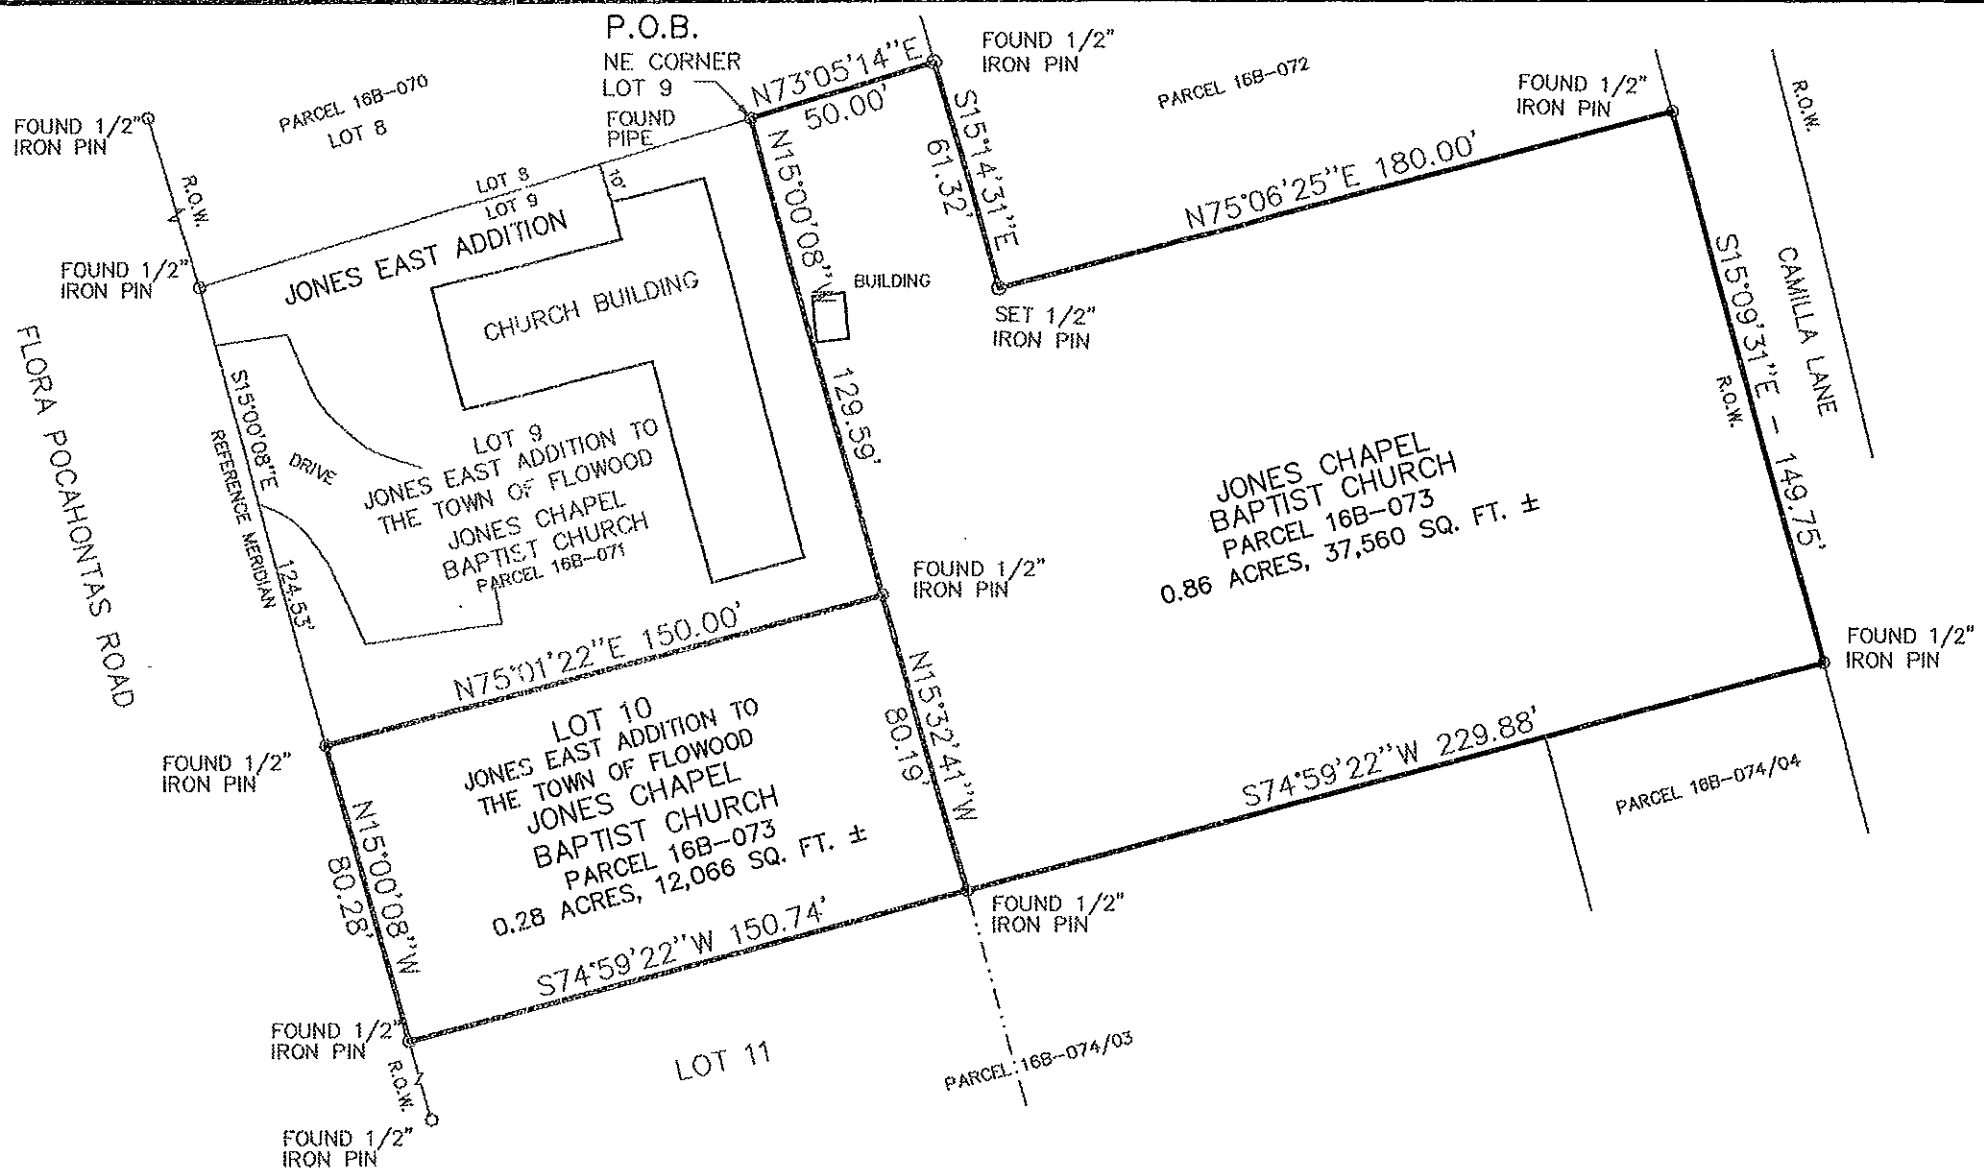 P.O.B.
NE CORNER
LOT 9
FOUND
PIPE
N73°05'14"E
50.00'
FOUND 1/2"
IRON PIN
PARCEL 16B-072
FOUND 1/2"
IRON PIN
R.O.W.
FOUND 1/2"
IRON PIN
PARCEL 16B-070
LOT 8
R.O.W.
LOT 8
LOT 9
10'
JONES EAST ADDITION
S15°14'31"E
61.32'
N75°06'25"E 180.00'
N15°00'08"W
129.59'
BUILDING
SET 1/2"
IRON PIN
FOUND 1/2"
IRON PIN
CHURCH BUILDING
S15°09'31"E - 149.75'
R.O.W.
CAMILLA LANE
FLORA POCAHONTAS ROAD
S15°00'08"E
124.53'
REFERENCE MERIDIAN
DRIVE
LOT 9
JONES EAST ADDITION TO
THE TOWN OF FLOWOOD
JONES CHAPEL
BAPTIST CHURCH
PARCEL 16B-071
JONES CHAPEL
BAPTIST CHURCH
PARCEL 16B-073
0.86 ACRES, 37,560 SQ. FT. ±
FOUND 1/2"
IRON PIN
N75°01'22"E 150.00'
FOUND 1/2"
IRON PIN
FOUND 1/2"
IRON PIN
LOT 10
JONES EAST ADDITION TO
THE TOWN OF FLOWOOD
JONES CHAPEL
BAPTIST CHURCH
PARCEL 16B-073
0.28 ACRES, 12,066 SQ. FT. ±
N15°32'41"W
80.19'
N15°00'08"W
80.28'
S74°59'22"W 229.88'
PARCEL 16B-074/04
S74°59'22"W 150.74'
FOUND 1/2"
IRON PIN
FOUND 1/2"
IRON PIN
R.O.W.
LOT 11
PARCEL 16B-074/03
FOUND 1/2"
IRON PIN